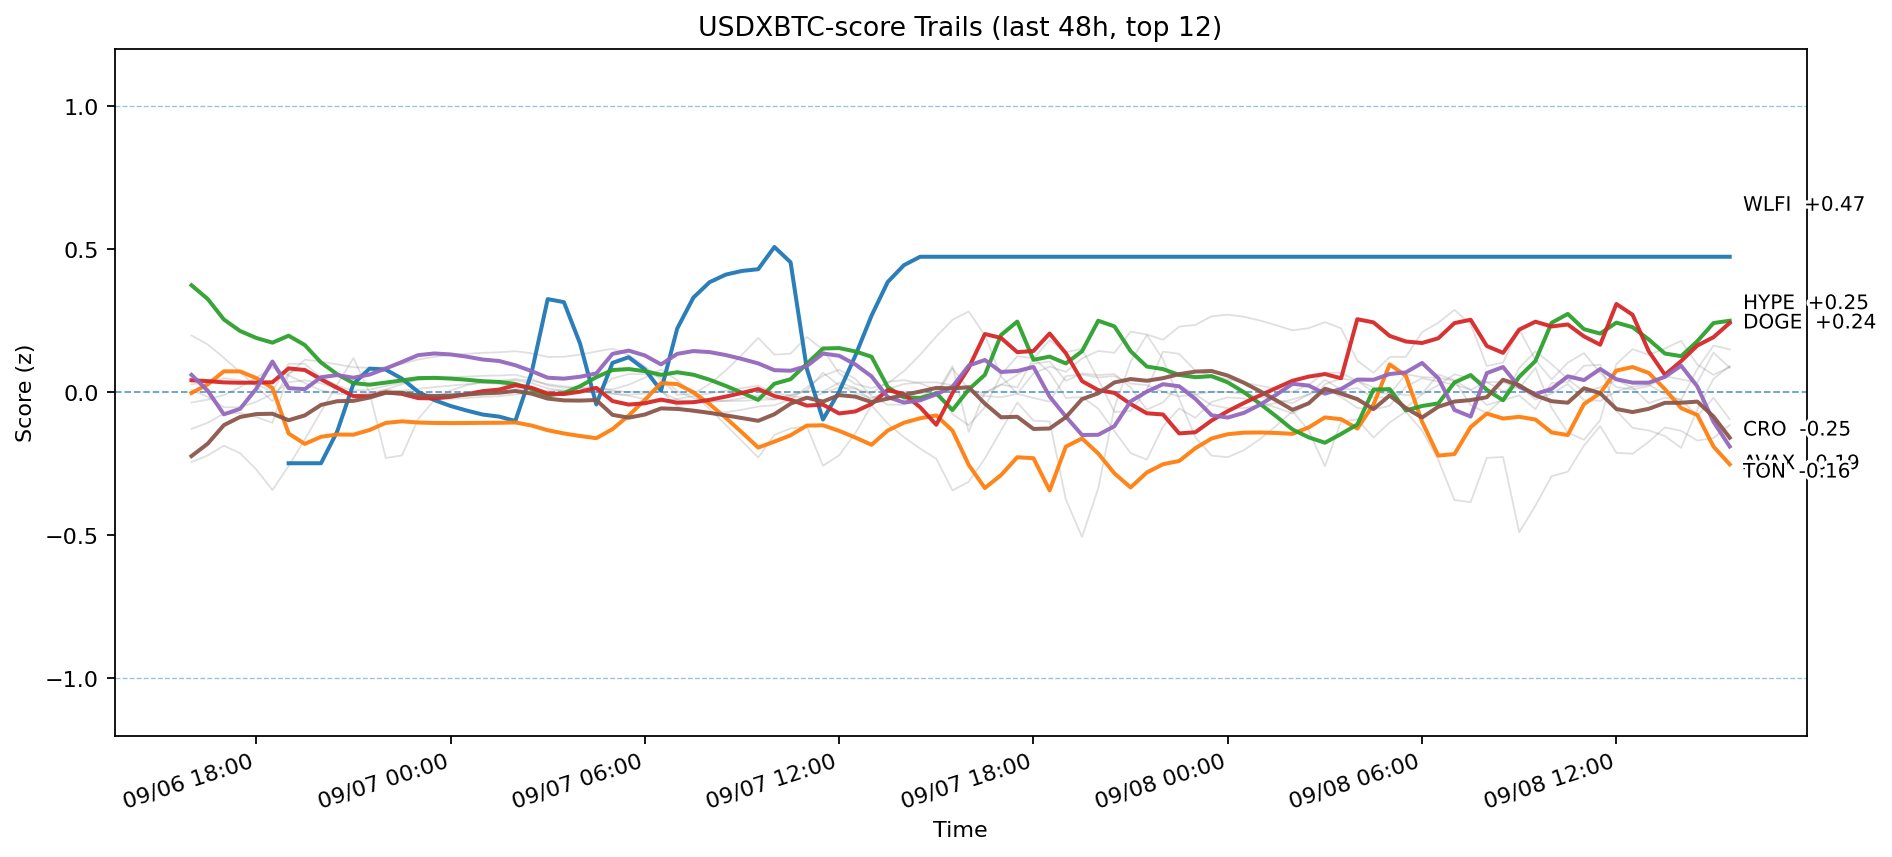 USDXBTC-score Trails (last 48h, top 12)
Score (z)
1.0
0.5
0.0
−0.5
−1.0
WLFI +0.47
HYPE +0.25
DOGE +0.24
CRO -0.25
AVAX -0.19
TON -0.16
09/06 18:00
09/07 00:00
09/07 06:00
09/07 12:00
09/07 18:00
09/08 00:00
09/08 06:00
09/08 12:00
Time